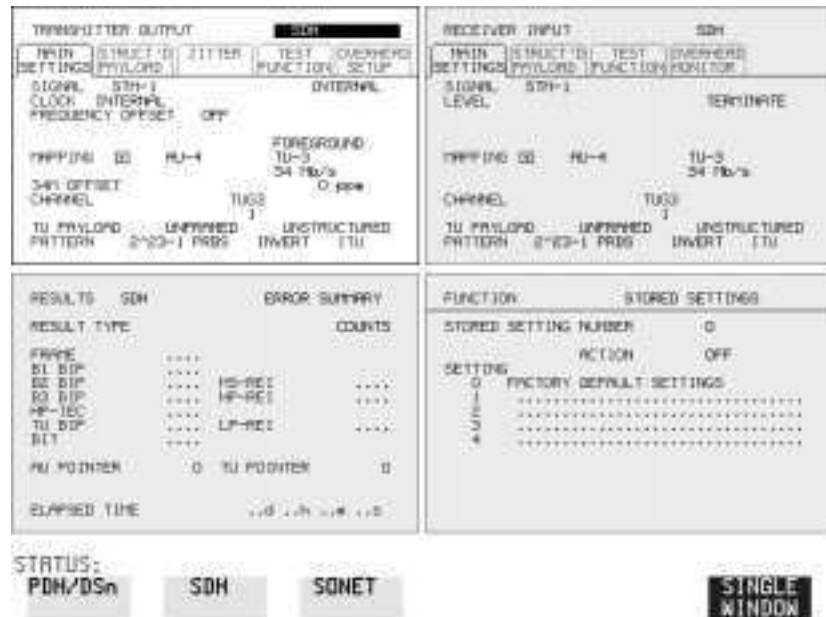 TRANSMITTER OUTPUT SDH
MAIN SETTINGS STRUCT'D PAYLOAD JITTER TEST FUNCTION OVERHEAD SETUP
SIGNAL STM-1 INTERNAL
CLOCK INTERNAL
FREQUENCY OFFSET OFF
FOREGROUND
MAPPING AU-4 TU-3
34 Mb/s
34M OFFSET 0 ppm
CHANNEL TUG3
1
TU PAYLOAD UNFRAMED UNSTRUCTURED
PATTERN 2^23-1 PRBS INVERT ITU
RECEIVER INPUT SDH
MAIN SETTINGS STRUCT'D PAYLOAD TEST FUNCTION OVERHEAD MONITOR
SIGNAL STM-1
LEVEL TERMINATE
MAPPING AU-4 TU-3
34 Mb/s
CHANNEL TUG3
1
TU PAYLOAD UNFRAMED UNSTRUCTURED
PATTERN 2^23-1 PRBS INVERT ITU
RESULTS SDH ERROR SUMMARY
RESULT TYPE COUNTS
FRAME ....
B1 BIP ....
B2 BIP .... MS-REI ....
B3 BIP .... HP-REI ....
HP-IEC ....
TU BIP .... LP-REI ....
BIT ....
AU POINTER 0 TU POINTER 0
ELAPSED TIME ..d ..h ..m ..s
FUNCTION STORED SETTINGS
STORED SETTING NUMBER 0
ACTION OFF
SETTING
0 FACTORY DEFAULT SETTINGS
1 ..............................
2 ..............................
3 ..............................
4 ..............................
STATUS:
PDH/DSn SDH SONET SINGLE WINDOW